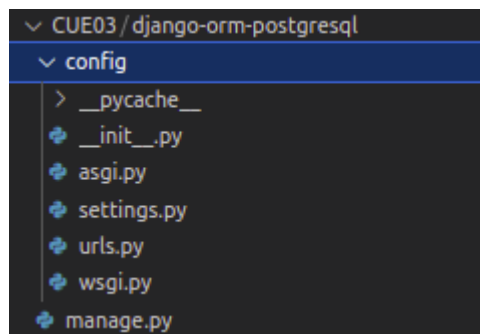 CUE03 / django-orm-postgresql
config
__pycache__
__init__.py
asgi.py
settings.py
urls.py
wsgi.py
manage.py